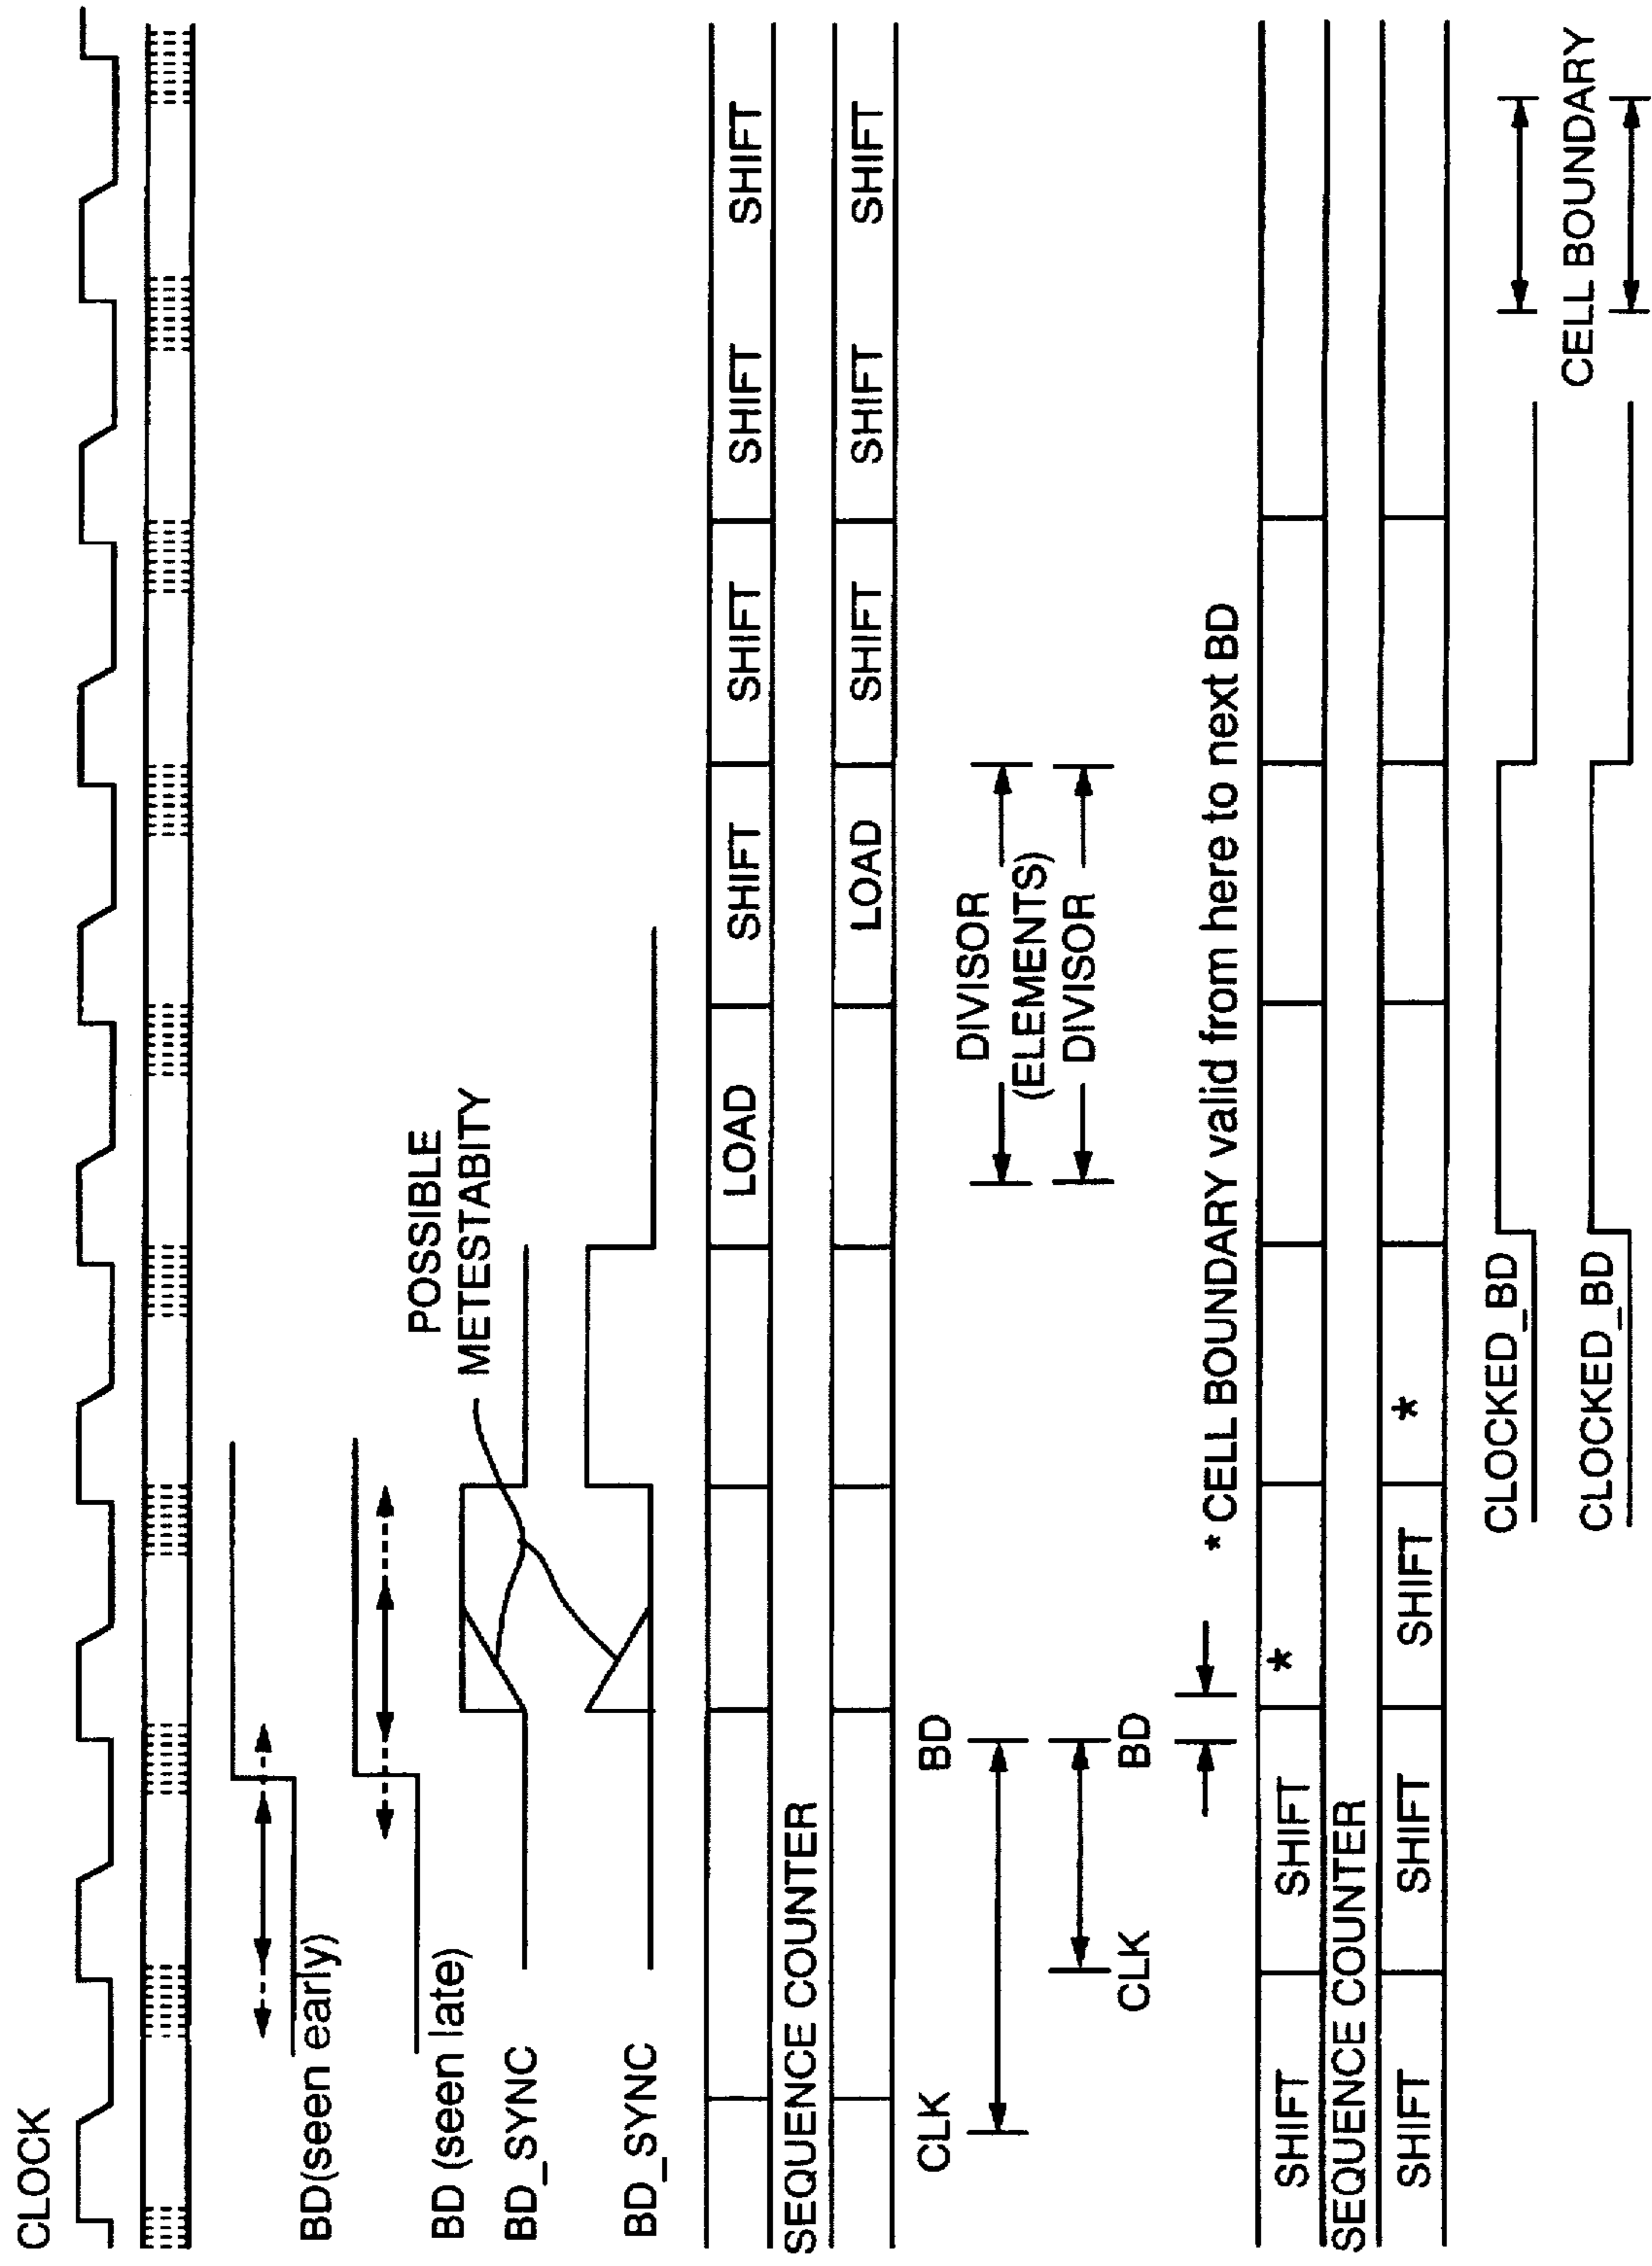 CLOCK
BD(seen early)
BD (seen late)
BD_SYNC
POSSIBLE
METESTABITY
BD_SYNC
LOAD SHIFT SHIFT SHIFT SHIFT
SEQUENCE COUNTER
LOAD SHIFT SHIFT SHIFT
CLK BD
DIVISOR
(ELEMENTS)
DIVISOR
CLK BD
* CELL BOUNDARY valid from here to next BD
SHIFT SHIFT *
SEQUENCE COUNTER
SHIFT SHIFT SHIFT *
CLOCKED_BD
CELL BOUNDARY
CLOCKED_BD